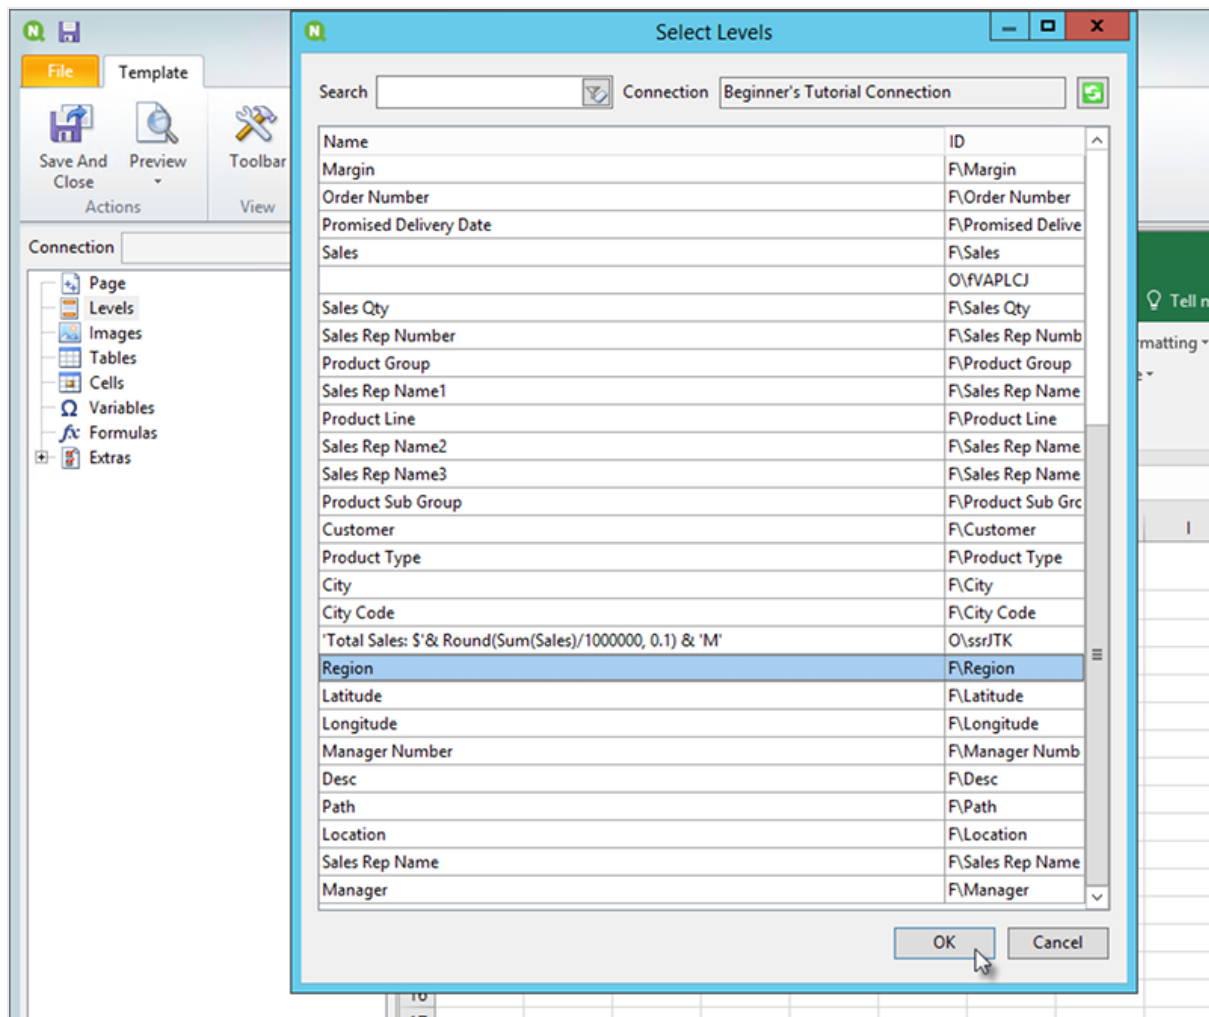 Select Levels
File
Template
Search
Connection
Beginner's Tutorial Connection
Save And
Close
Preview
Toolbar
Actions
View
Connection
Page
Levels
Images
Tables
Cells
Variables
Formulas
Extras
Name ID
Margin F\Margin
Order Number F\Order Number
Promised Delivery Date F\Promised Delive
Sales F\Sales
O\fVAPLCJ
Sales Qty F\Sales Qty
Sales Rep Number F\Sales Rep Numb
Product Group F\Product Group
Sales Rep Name1 F\Sales Rep Name
Product Line F\Product Line
Sales Rep Name2 F\Sales Rep Name
Sales Rep Name3 F\Sales Rep Name
Product Sub Group F\Product Sub Grc
Customer F\Customer
Product Type F\Product Type
City F\City
City Code F\City Code
'Total Sales: $'& Round(Sum(Sales)/1000000, 0.1) & 'M' O\ssrJTK
Region F\Region
Latitude F\Latitude
Longitude F\Longitude
Manager Number F\Manager Numb
Desc F\Desc
Path F\Path
Location F\Location
Sales Rep Name F\Sales Rep Name
Manager F\Manager
OK Cancel
Tell
matting
I
16